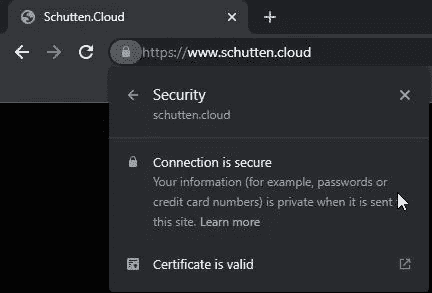 Schutten.Cloud
https://www.schutten.cloud
Security
schutten.cloud
Connection is secure
Your information (for example, passwords or
credit card numbers) is private when it is sent
this site. Learn more
Certificate is valid